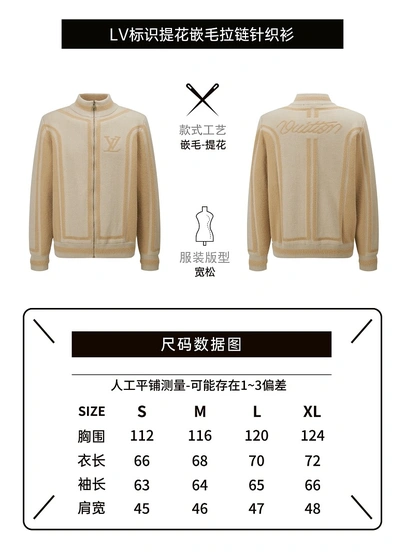 LV标识提花嵌毛拉链针织衫
款式工艺
嵌毛-提花
LV
Vuitton
服装版型
宽松
尺码数据图
人工平铺测量-可能存在1~3偏差
SIZE S M L XL
胸围 112 116 120 124
衣长 66 68 70 72
袖长 63 64 65 66
肩宽 45 46 47 48